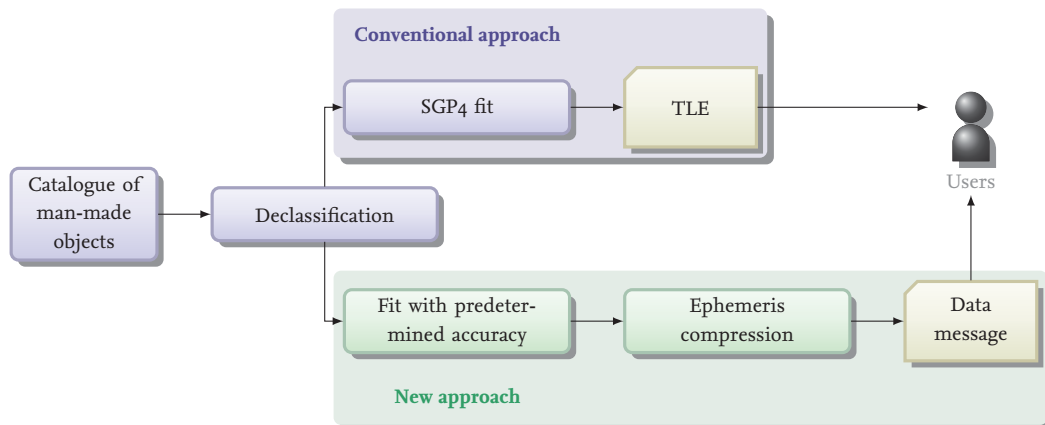 Conventional approach
SGP4 fit
TLE
Catalogue of
man-made
objects
Declassification
Users
Fit with predeter-
mined accuracy
Ephemeris
compression
Data
message
New approach